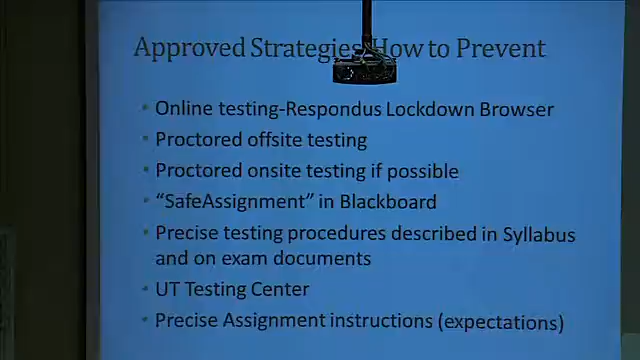 Approved Strategies How to Prevent
Online testing-Respondus Lockdown Browser
Proctored offsite testing
Proctored onsite testing if possible
“SafeAssignment” in Blackboard
Precise testing procedures described in Syllabus
and on exam documents
UT Testing Center
Precise Assignment instructions (expectations)